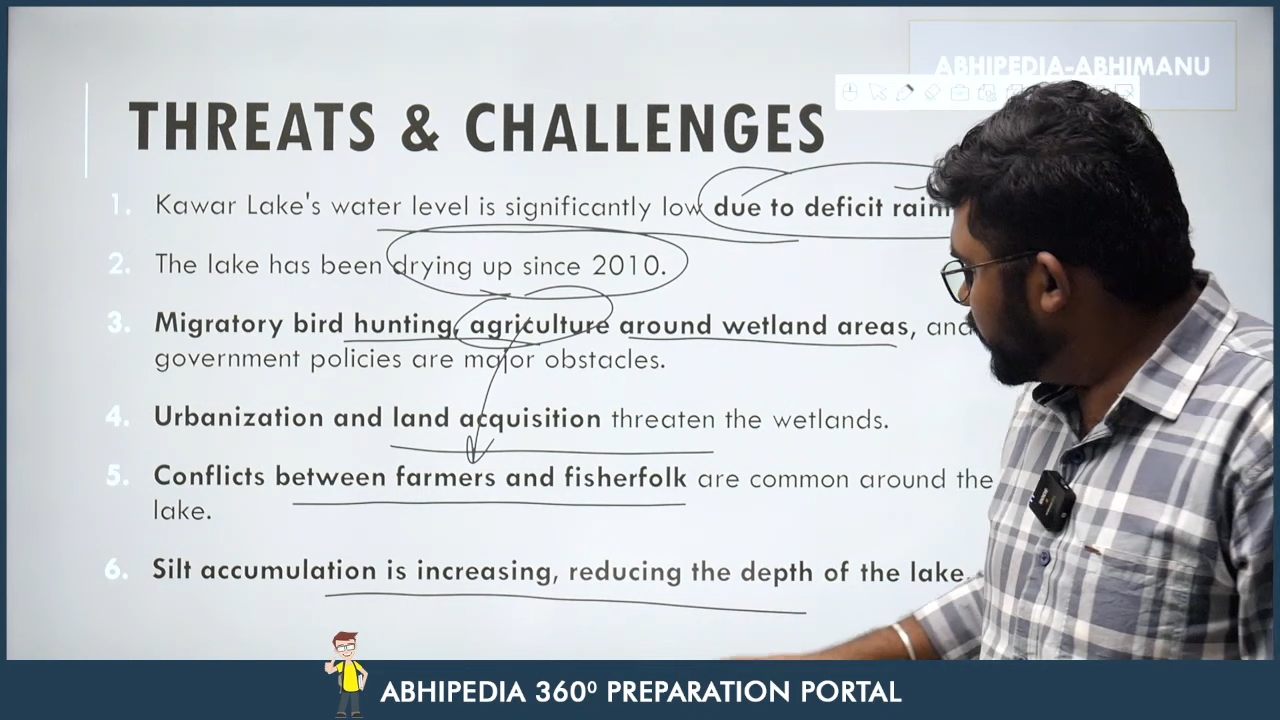 ABHIPEDIA-ABHIMANU
THREATS & CHALLENGES
1. Kawar Lake's water level is significantly low due to deficit
2. The lake has been drying up since 2010.
3. Migratory bird hunting, agriculture around wetland areas, and
government policies are major obstacles.
4. Urbanization and land acquisition threaten the wetlands.
5. Conflicts between farmers and fisherfolk are common around the
lake.
6. Silt accumulation is increasing, reducing the depth of the lake.
ABHIPEDIA 360º PREPARATION PORTAL